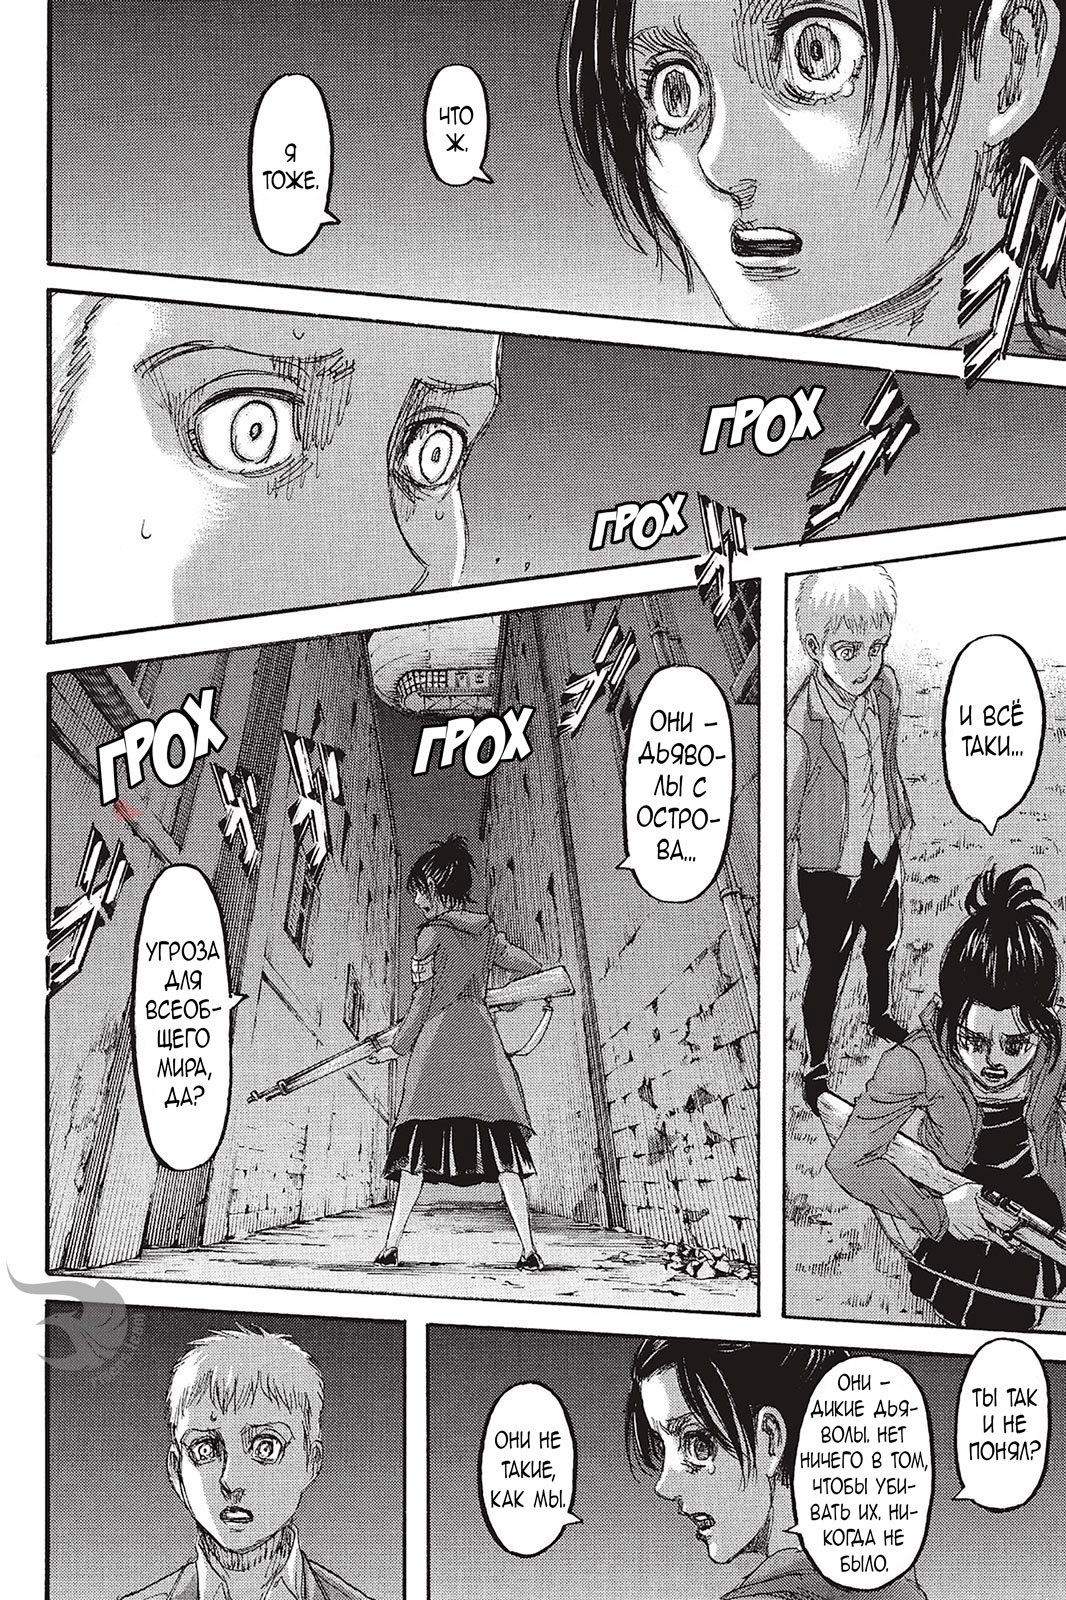 ЧТО
Ж.
Я
ТОЖЕ.
ГРОХ
ГРОХ
И ВСЁ
ТАКИ...
ОНИ –
ДЬЯВО-
ЛЫ С
ОСТРО-
ВА...
ГРОХ
ГРОХ
УГРОЗА
ДЛЯ
ВСЕОБ-
ЩЕГО
МИРА,
ДА?
ТЫ ТАК
И НЕ
ПОНЯЛ?
ОНИ –
ДИКИЕ ДЬЯ-
ВОЛЫ. НЕТ
НИЧЕГО В ТОМ,
ЧТОБЫ УБИ-
ВАТЬ ИХ. НИ-
КОГДА НЕ
БЫЛО.
ОНИ НЕ
ТАКИЕ,
КАК МЫ.